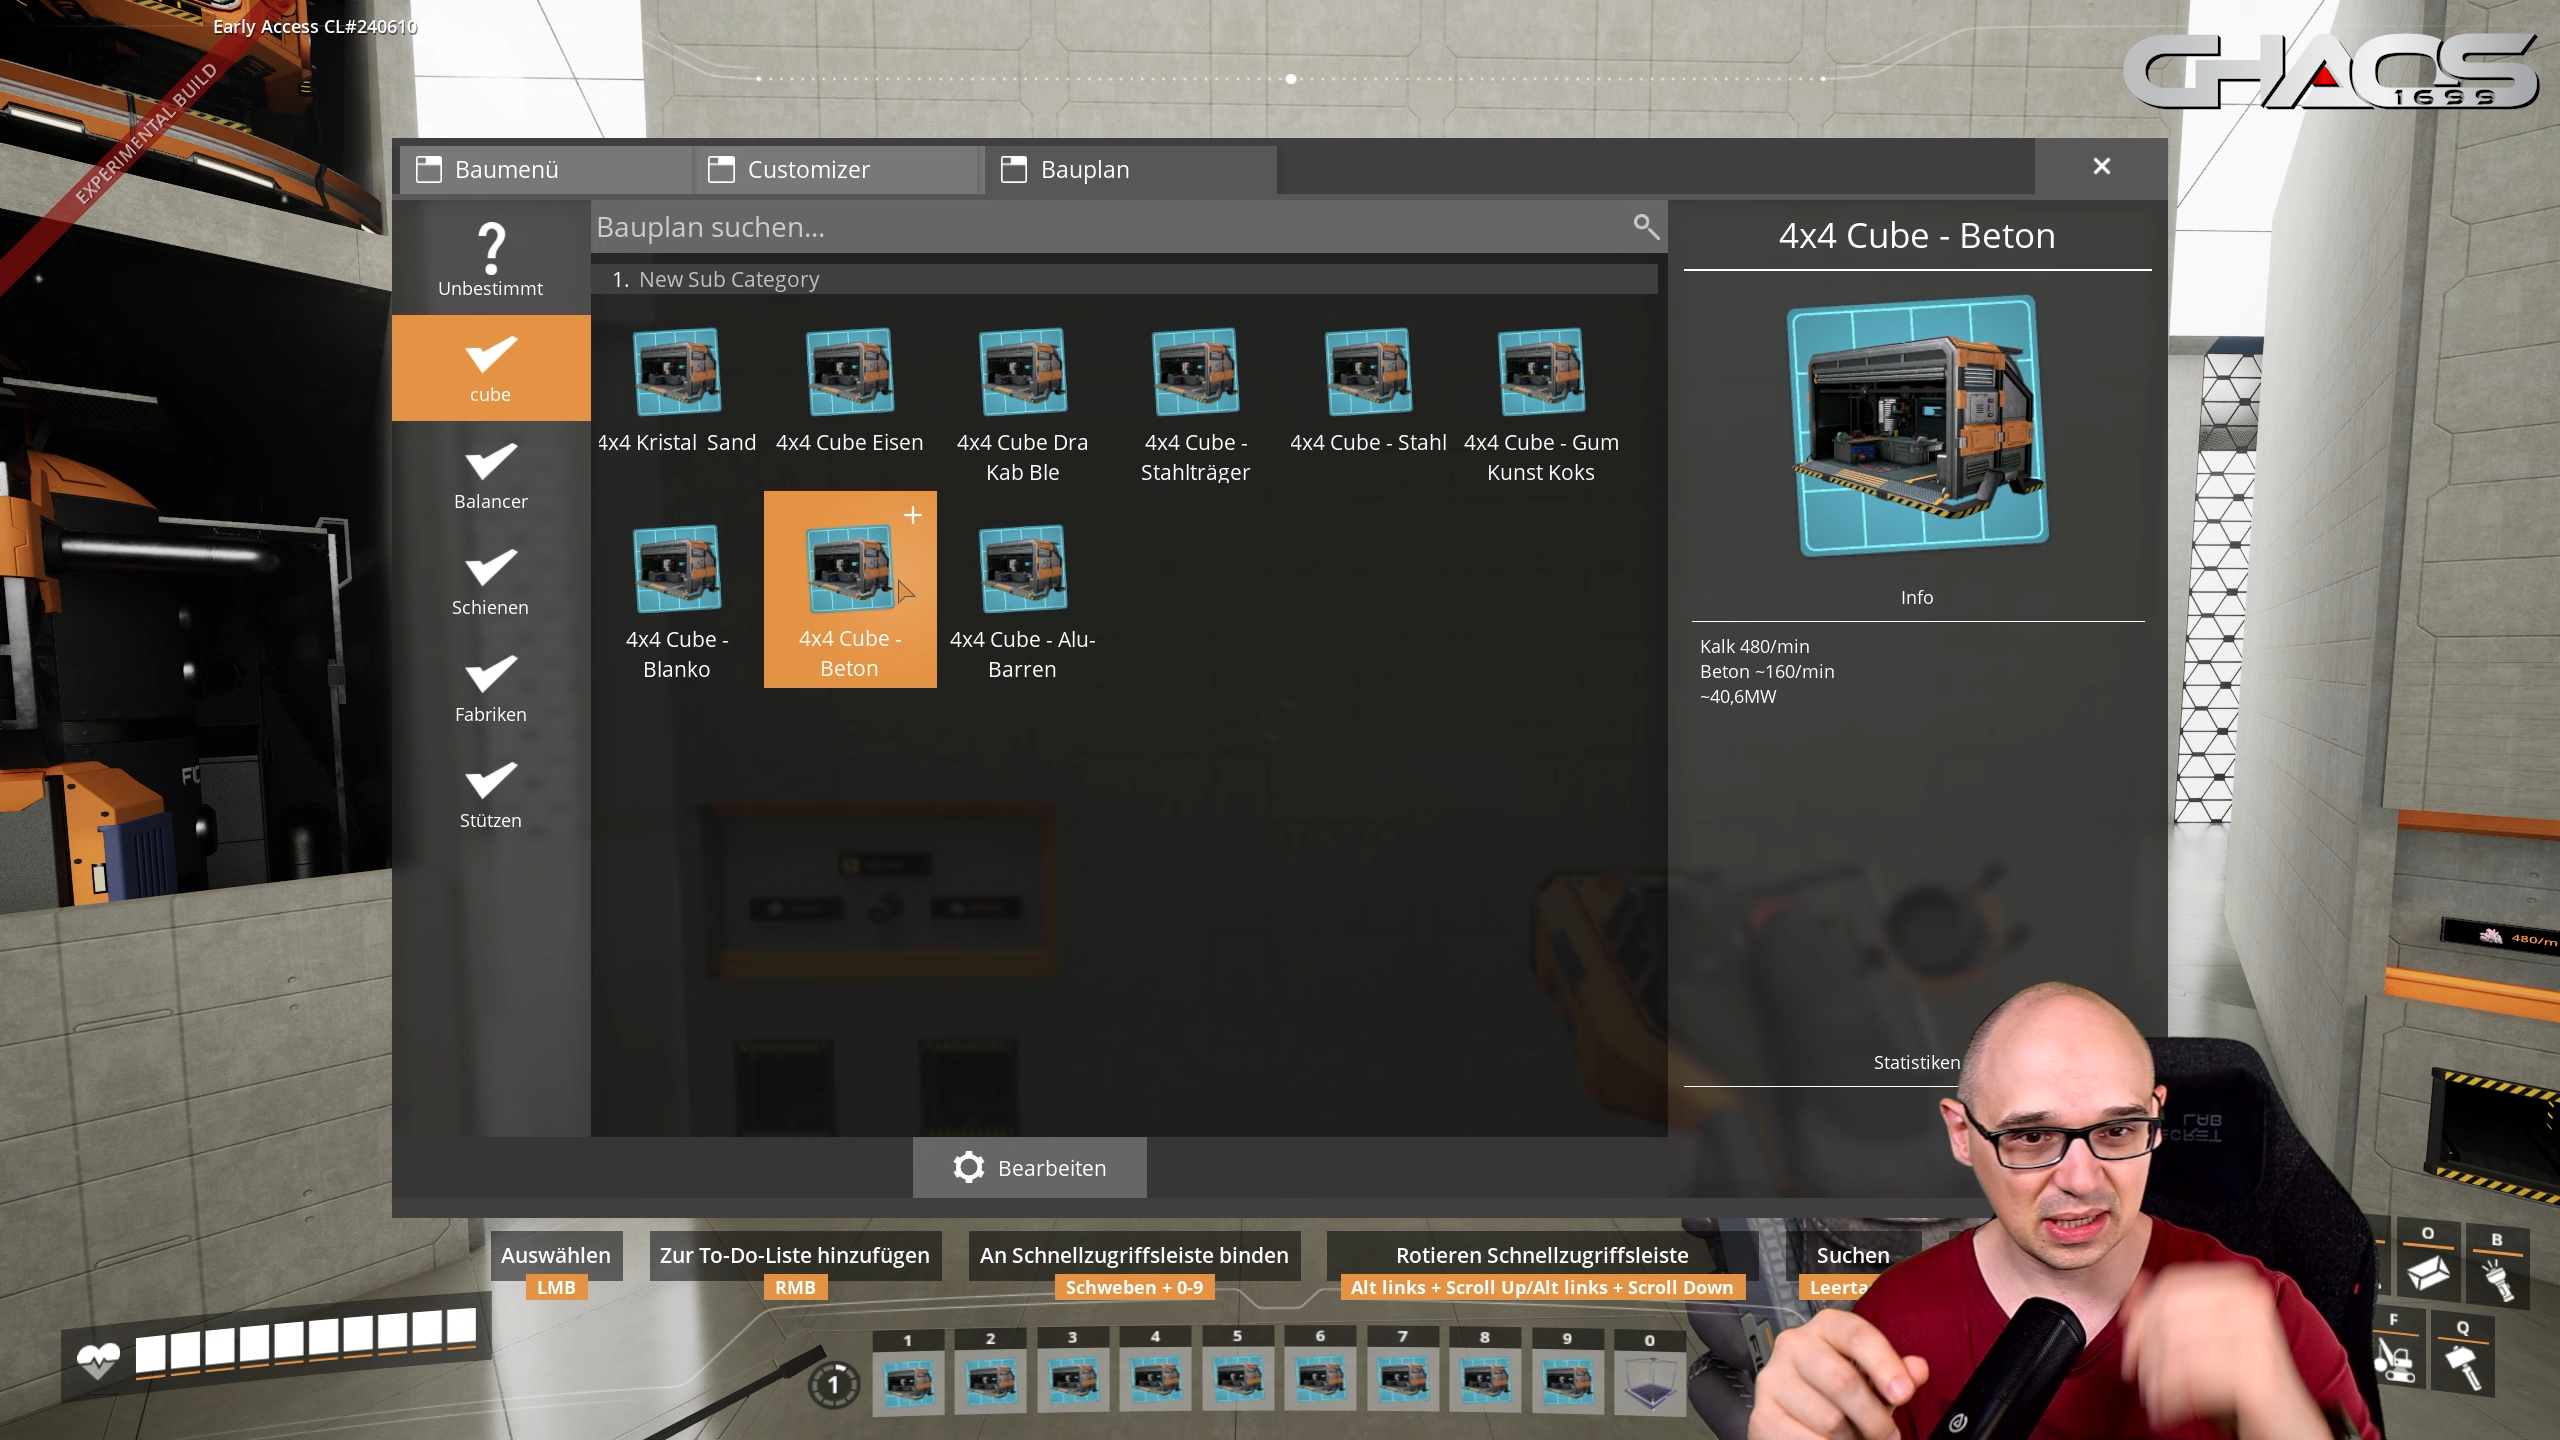 Early Access CL#240610
EXPERIMENTAL BUILD
CHAOS
1699
Baumenü
Customizer
Bauplan
Unbestimmt
cube
Balancer
Schienen
Fabriken
Stützen
Bauplan suchen...
1. New Sub Category
4x4 Kristal Sand
4x4 Cube Eisen
4x4 Cube Dra
Kab Ble
4x4 Cube -
Stahlträger
4x4 Cube - Stahl
4x4 Cube - Gum
Kunst Koks
4x4 Cube -
Blanko
4x4 Cube -
Beton
4x4 Cube - Alu-
Barren
4x4 Cube - Beton
Info
Kalk 480/min
Beton ~160/min
~40,6MW
Statistiken
Bearbeiten
480/m
Auswählen
LMB
Zur To-Do-Liste hinzufügen
RMB
An Schnellzugriffsleiste binden
Schweben + 0-9
Rotieren Schnellzugriffsleiste
Alt links + Scroll Up/Alt links + Scroll Down
Suchen
Leerta
1
1 2 3 4 5 6 7 8 9 0
O
B
F
Q